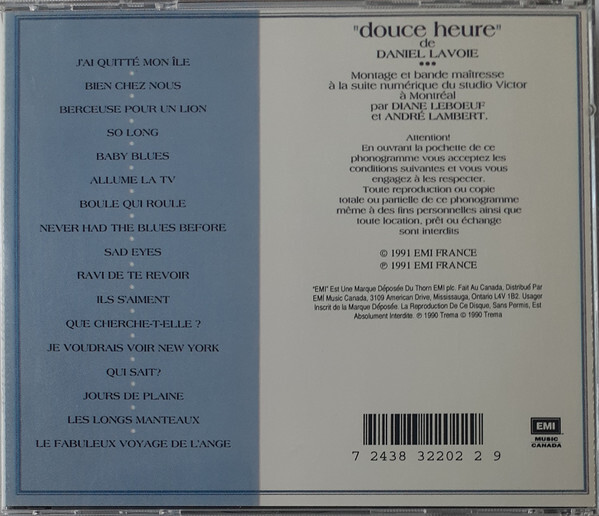 J'AI QUITTÉ MON ÎLE
BIEN CHEZ NOUS
BERCEUSE POUR UN LION
SO LONG
BABY BLUES
ALLUME LA TV
BOULE QUI ROULE
NEVER HAD THE BLUES BEFORE
SAD EYES
RAVI DE TE REVOIR
ILS S'AIMENT
QUE CHERCHE-T-ELLE ?
JE VOUDRAIS VOIR NEW YORK
QUI SAIT?
JOURS DE PLAINE
LES LONGS MANTEAUX
LE FABULEUX VOYAGE DE L'ANGE
"douce heure"
de
DANIEL LAVOIE
•••
Montage et bande maîtresse
à la suite numérique du studio Victor
à Montréal
par DIANE LEBOEUF
et ANDRÉ LAMBERT.
Attention!
En ouvrant la pochette de ce
phonogramme vous acceptez les
conditions suivantes et vous vous
engagez à les respecter.
Toute reproduction ou copie
totale ou partielle de ce phonogramme
même à des fins personnelles ainsi que
toute location, prêt ou échange
sont interdits
© 1991 EMI FRANCE
℗ 1991 EMI FRANCE
"EMI" Est Une Marque Déposée Du Thorn EMI plc. Fait Au Canada, Distribué Par
EMI Music Canada, 3109 American Drive, Mississauga, Ontario L4V 1B2. Usager
Inscrit de la Marque Déposée. La Reproduction De Ce Disque, Sans Permis, Est
Absolument Interdite. ℗ 1990 Trema © 1990 Trema
7 24383 22022 9
EMI
MUSIC
CANADA